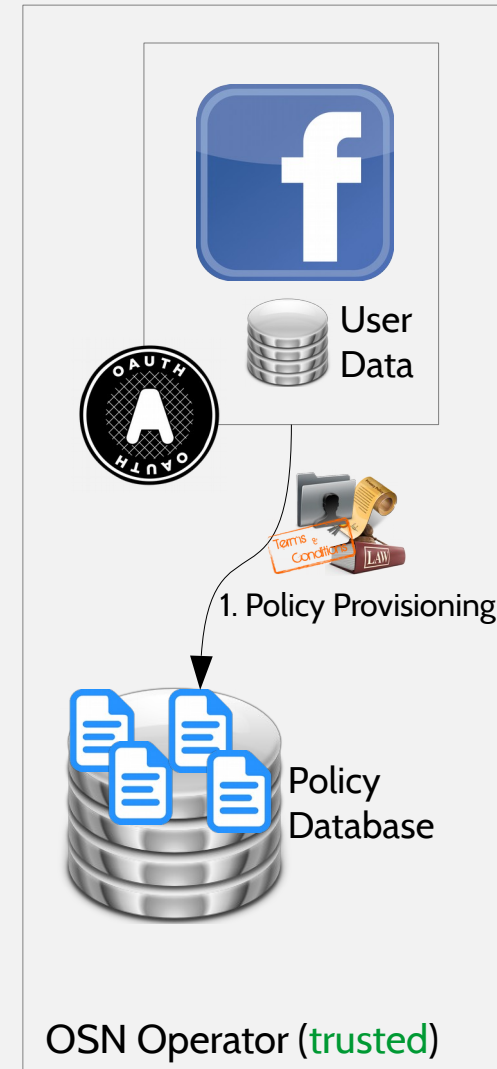 f
User
Data
OAUTH
A
OAUTH
Terms &
Conditions
LAW
1. Policy Provisioning
Policy
Database
OSN Operator (trusted)